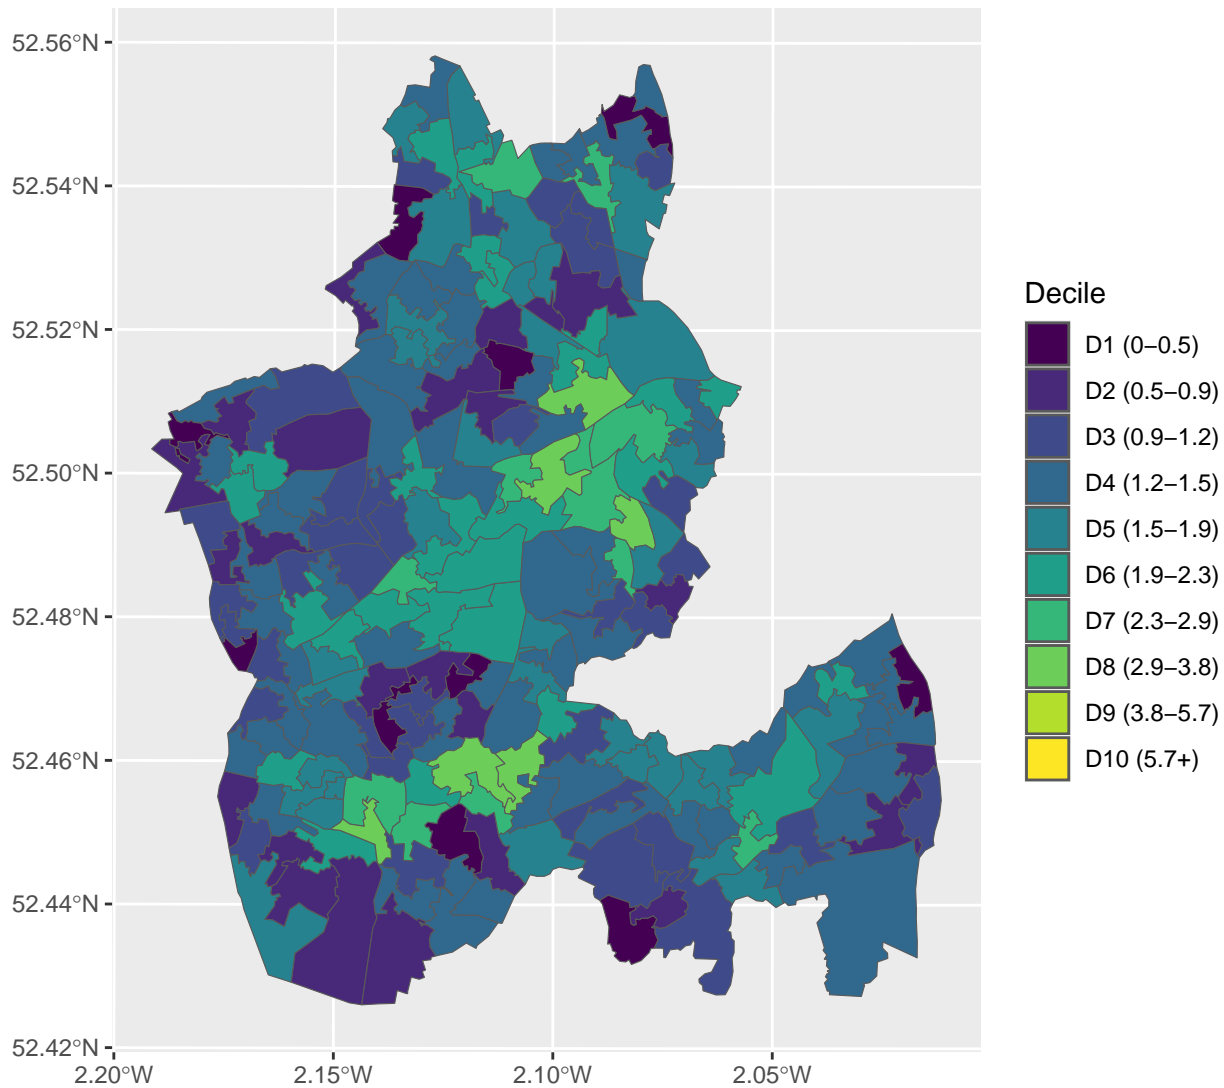 52.56°N
52.54°N
52.52°N
52.50°N
52.48°N
52.46°N
52.44°N
52.42°N
2.20°W 2.15°W 2.10°W 2.05°W
Decile
D1 (0–0.5)
D2 (0.5–0.9)
D3 (0.9–1.2)
D4 (1.2–1.5)
D5 (1.5–1.9)
D6 (1.9–2.3)
D7 (2.3–2.9)
D8 (2.9–3.8)
D9 (3.8–5.7)
D10 (5.7+)